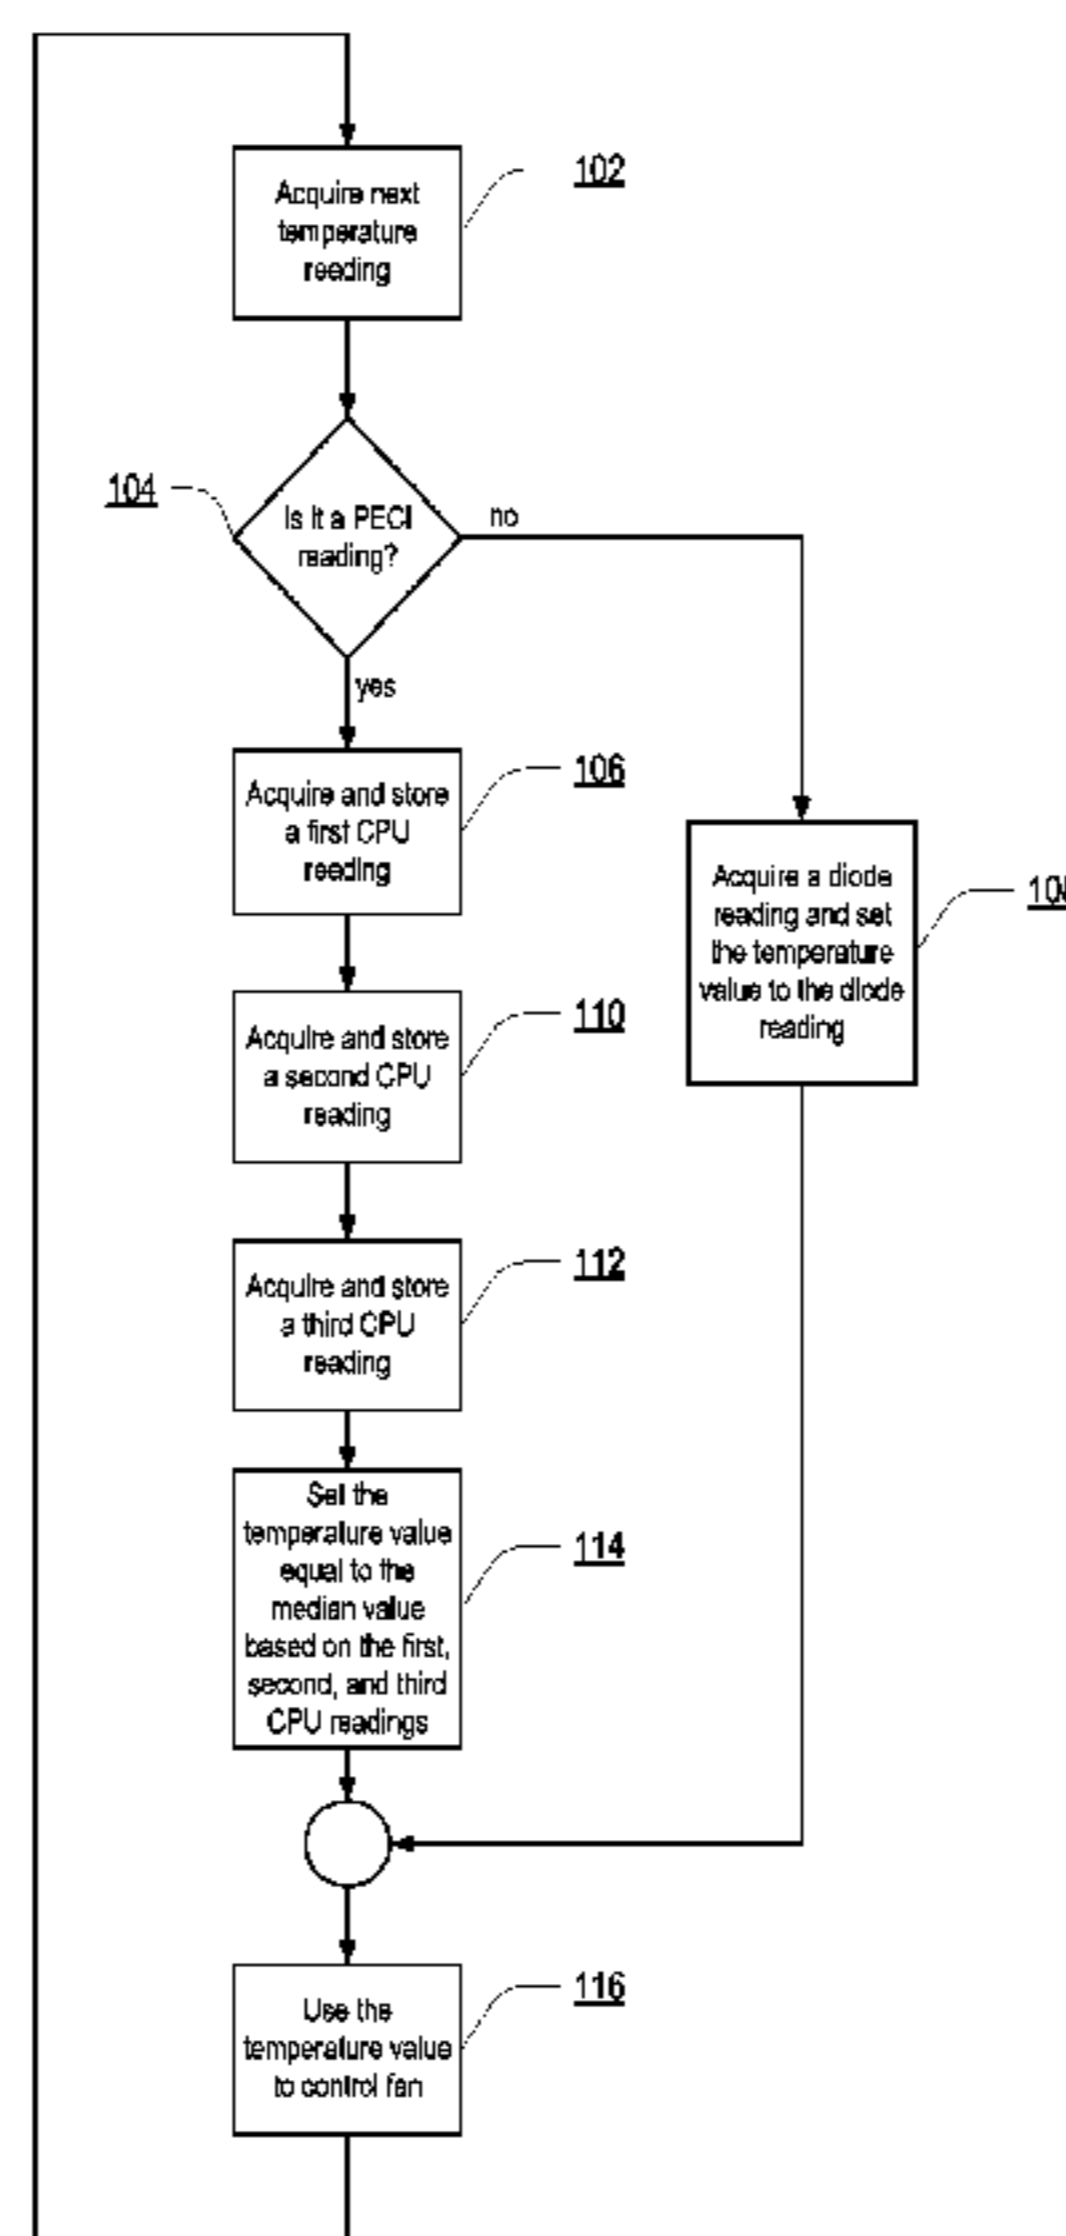 102
Acquire next
temperature
reading
104
Is it a PECI
reading?
no
yes
106
Acquire and store
a first CPU
reading
Acquire a diode
reading and set
the temperature
value to the diode
reading
110
Acquire and store
a second CPU
reading
112
Acquire and store
a third CPU
reading
114
Set the
temperature value
equal to the
median value
based on the first,
second, and third
CPU readings
116
Use the
temperature value
to control fan